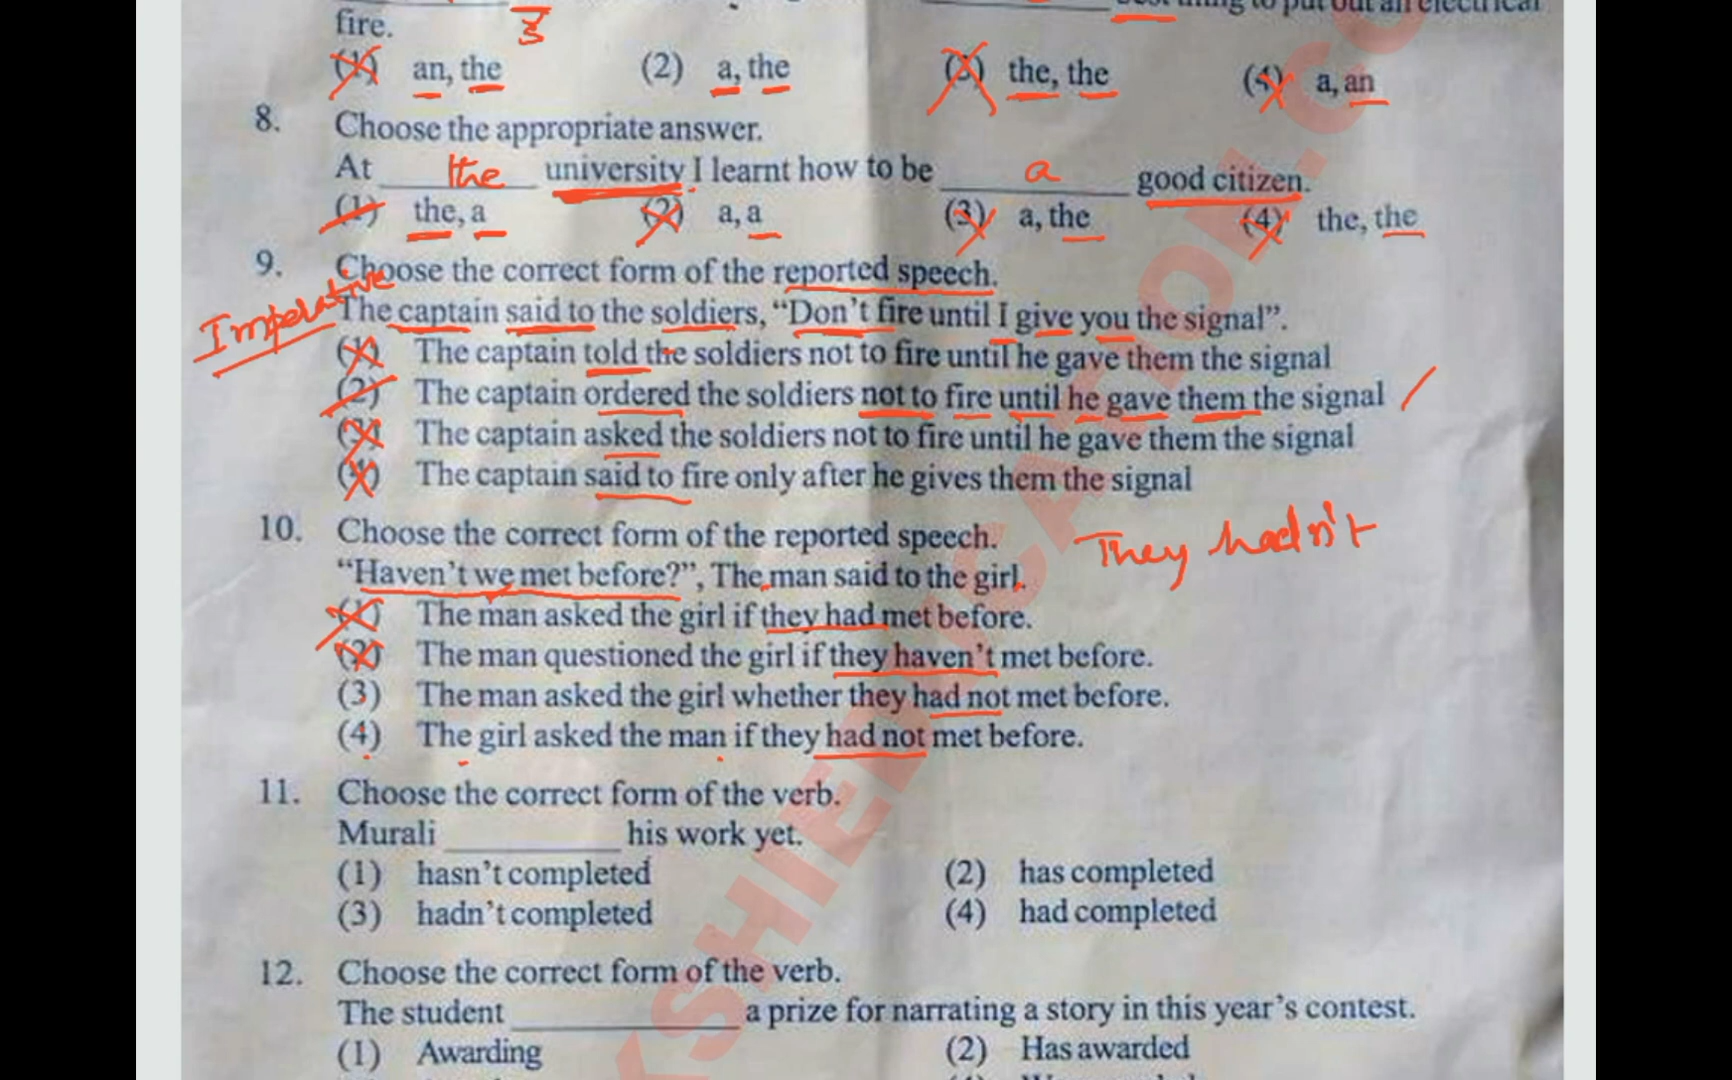 to put out an electrical
fire.
3
(1) an, the (2) a, the (3) the, the (4) a, an
8. Choose the appropriate answer.
At the university I learnt how to be a good citizen.
(1) the, a (2) a, a (3) a, the (4) the, the
9. Choose the correct form of the reported speech.
Imperative
The captain said to the soldiers, “Don’t fire until I give you the signal”.
(1) The captain told the soldiers not to fire until he gave them the signal
(2) The captain ordered the soldiers not to fire until he gave them the signal
(3) The captain asked the soldiers not to fire until he gave them the signal
(4) The captain said to fire only after he gives them the signal
10. Choose the correct form of the reported speech.
They hadn't
“Haven’t we met before?”, The man said to the girl.
(1) The man asked the girl if they had met before.
(2) The man questioned the girl if they haven’t met before.
(3) The man asked the girl whether they had not met before.
(4) The girl asked the man if they had not met before.
11. Choose the correct form of the verb.
Murali ____________ his work yet.
(1) hasn’t completed (2) has completed
(3) hadn’t completed (4) had completed
12. Choose the correct form of the verb.
The student ____________ a prize for narrating a story in this year’s contest.
(1) Awarding (2) Has awarded